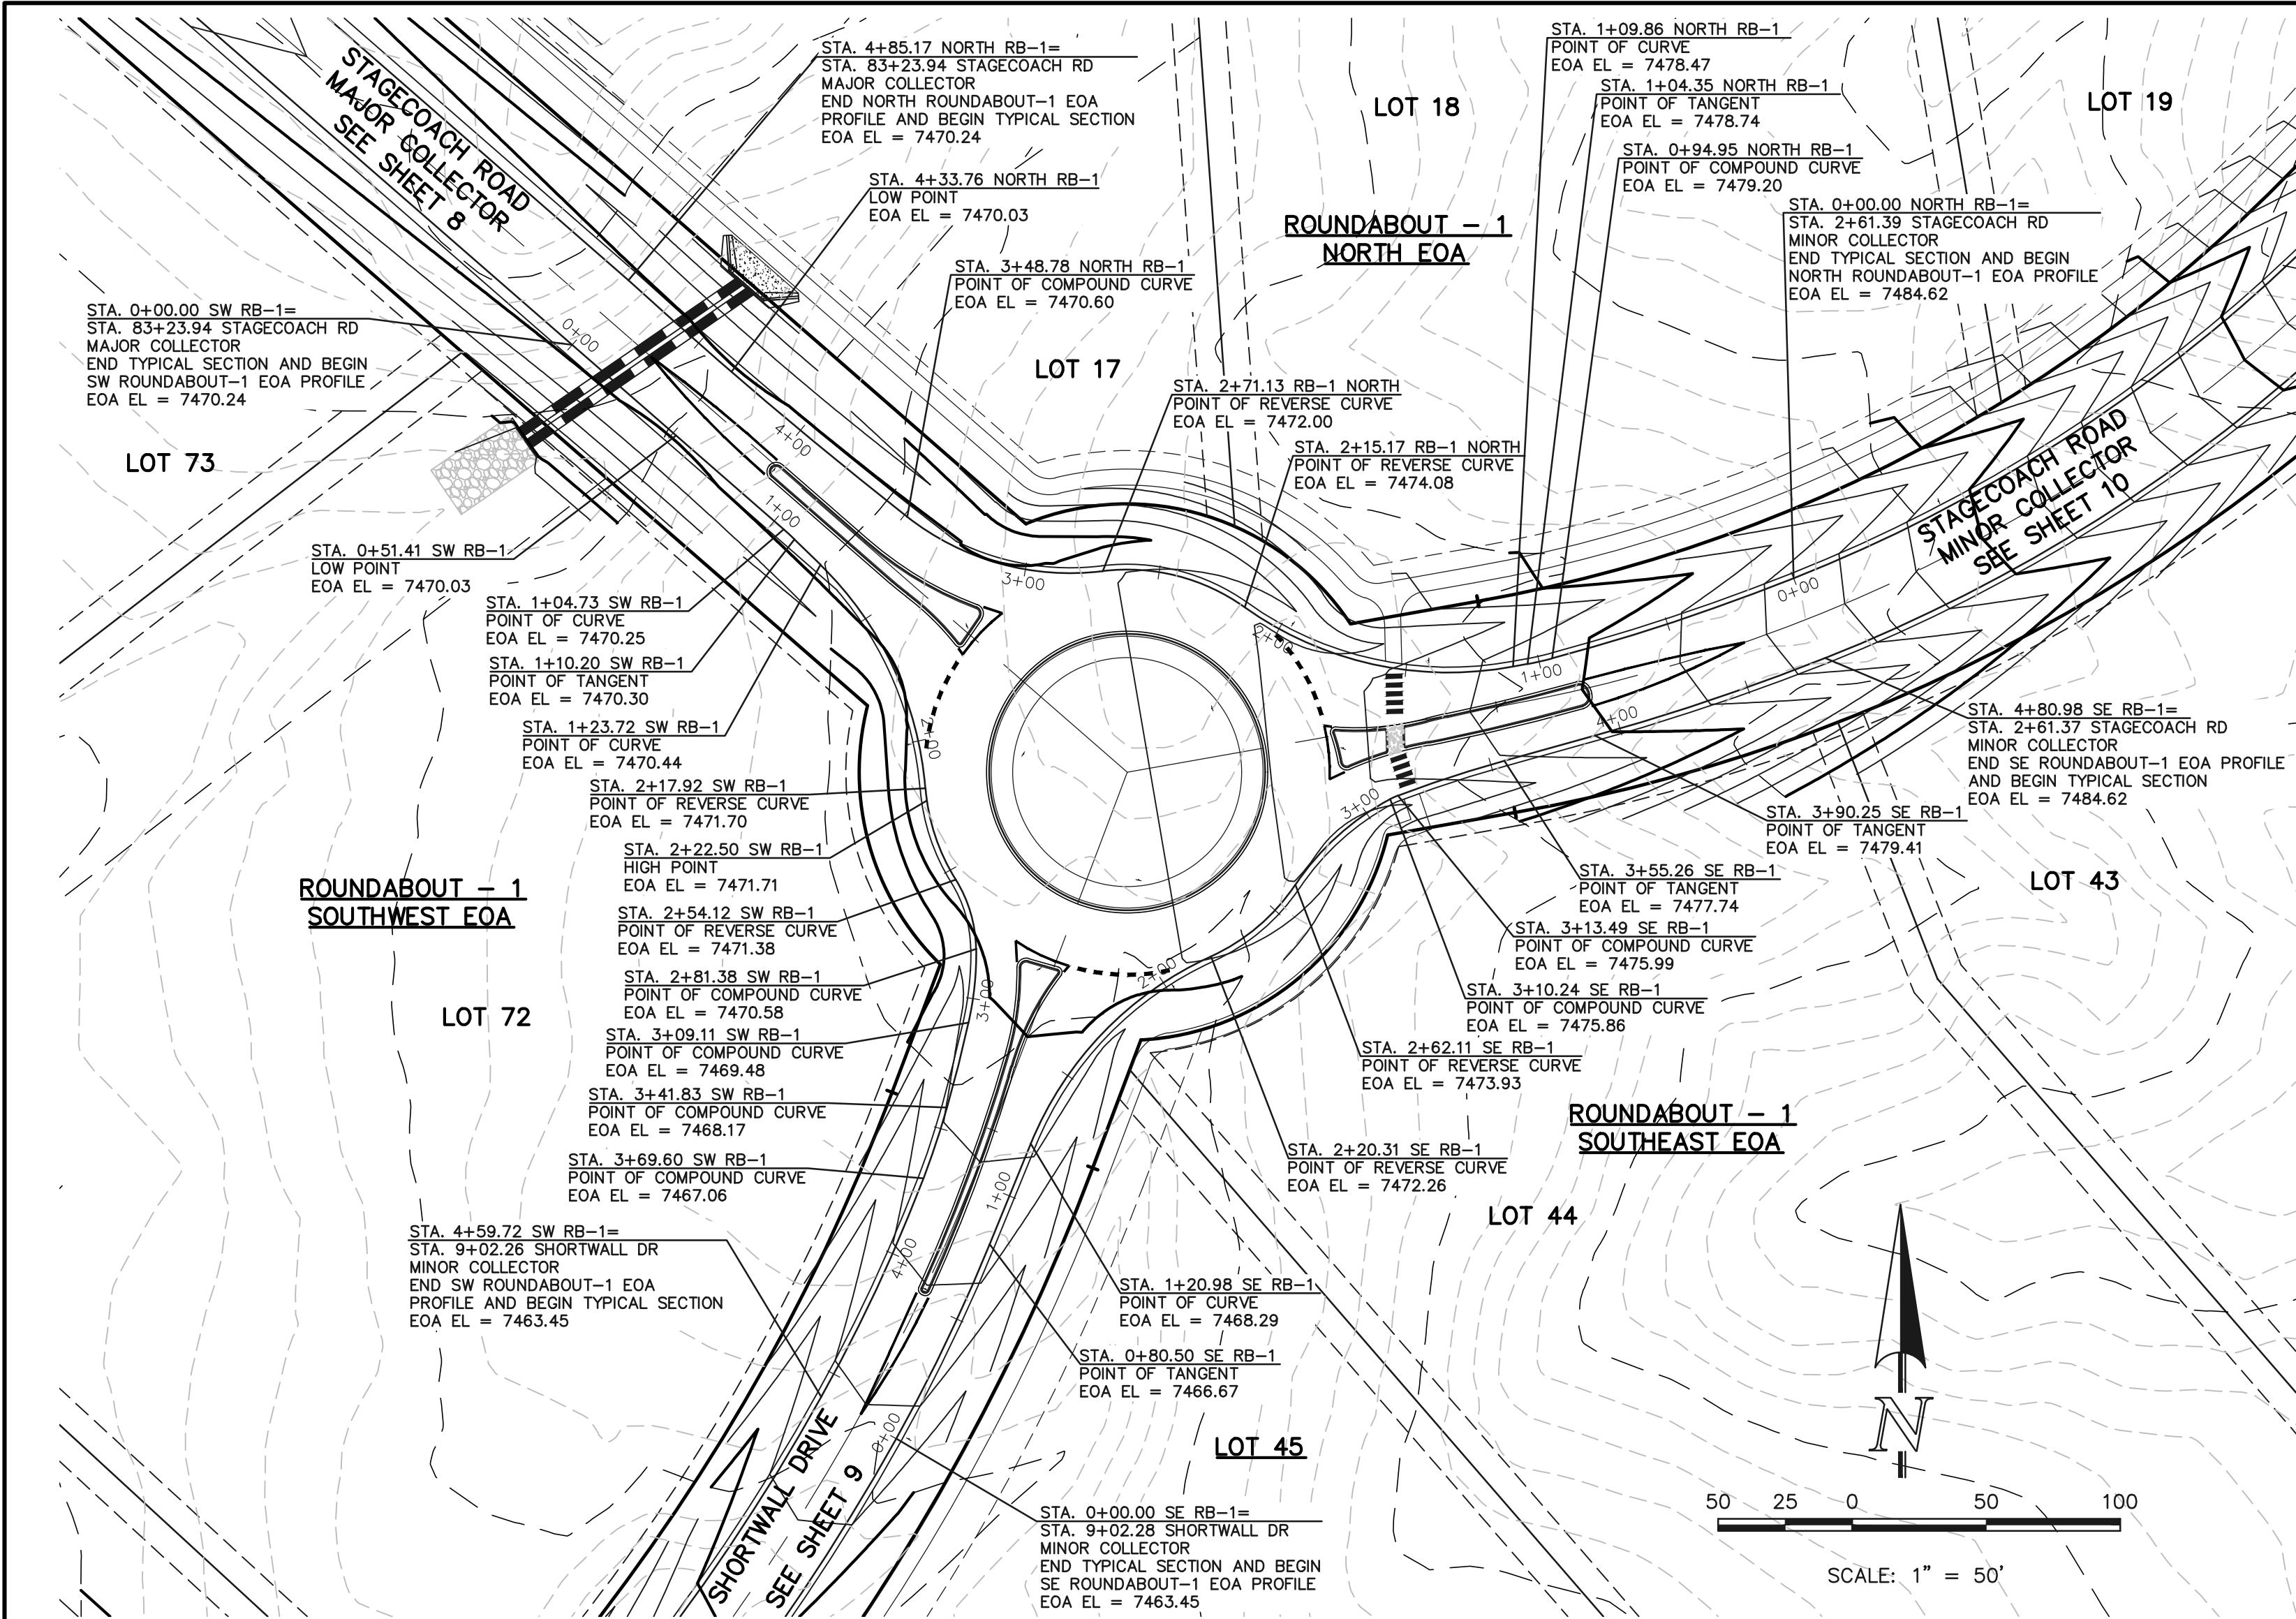 STAGECOACH ROAD
MAJOR COLLECTOR
SEE SHEET 8
STA. 4+85.17 NORTH RB-1=
STA. 83+23.94 STAGECOACH RD
MAJOR COLLECTOR
END NORTH ROUNDABOUT-1 EOA
PROFILE AND BEGIN TYPICAL SECTION
EOA EL = 7470.24
STA. 4+33.76 NORTH RB-1
LOW POINT
EOA EL = 7470.03
STA. 3+48.78 NORTH RB-1
POINT OF COMPOUND CURVE
EOA EL = 7470.60
LOT 17
LOT 18
LOT 19
ROUNDABOUT - 1
NORTH EOA
STA. 2+71.13 RB-1 NORTH
POINT OF REVERSE CURVE
EOA EL = 7472.00
STA. 2+15.17 RB-1 NORTH
POINT OF REVERSE CURVE
EOA EL = 7474.08
STA. 1+09.86 NORTH RB-1
POINT OF CURVE
EOA EL = 7478.47
STA. 1+04.35 NORTH RB-1
POINT OF TANGENT
EOA EL = 7478.74
STA. 0+94.95 NORTH RB-1
POINT OF COMPOUND CURVE
EOA EL = 7479.20
STA. 0+00.00 NORTH RB-1=
STA. 2+61.39 STAGECOACH RD
MINOR COLLECTOR
END TYPICAL SECTION AND BEGIN
NORTH ROUNDABOUT-1 EOA PROFILE
EOA EL = 7484.62
STAGECOACH ROAD
MINOR COLLECTOR
SEE SHEET 10
STA. 0+00.00 SW RB-1=
STA. 83+23.94 STAGECOACH RD
MAJOR COLLECTOR
END TYPICAL SECTION AND BEGIN
SW ROUNDABOUT-1 EOA PROFILE
EOA EL = 7470.24
LOT 73
STA. 0+51.41 SW RB-1
LOW POINT
EOA EL = 7470.03
STA. 1+04.73 SW RB-1
POINT OF CURVE
EOA EL = 7470.25
STA. 1+10.20 SW RB-1
POINT OF TANGENT
EOA EL = 7470.30
STA. 1+23.72 SW RB-1
POINT OF CURVE
EOA EL = 7470.44
STA. 2+17.92 SW RB-1
POINT OF REVERSE CURVE
EOA EL = 7471.70
STA. 2+22.50 SW RB-1
HIGH POINT
EOA EL = 7471.71
STA. 2+54.12 SW RB-1
POINT OF REVERSE CURVE
EOA EL = 7471.38
STA. 2+81.38 SW RB-1
POINT OF COMPOUND CURVE
EOA EL = 7470.58
STA. 3+09.11 SW RB-1
POINT OF COMPOUND CURVE
EOA EL = 7469.48
STA. 3+41.83 SW RB-1
POINT OF COMPOUND CURVE
EOA EL = 7468.17
STA. 3+69.60 SW RB-1
POINT OF COMPOUND CURVE
EOA EL = 7467.06
STA. 4+59.72 SW RB-1=
STA. 9+02.26 SHORTWALL DR
MINOR COLLECTOR
END SW ROUNDABOUT-1 EOA
PROFILE AND BEGIN TYPICAL SECTION
EOA EL = 7463.45
ROUNDABOUT - 1
SOUTHWEST EOA
LOT 72
0+00
1+00
2+00
3+00
4+00
4+00
3+00
2+00
1+00
0+00
0+00
1+00
2+00
3+00
4+00
STA. 4+80.98 SE RB-1=
STA. 2+61.37 STAGECOACH RD
MINOR COLLECTOR
END SE ROUNDABOUT-1 EOA PROFILE
AND BEGIN TYPICAL SECTION
EOA EL = 7484.62
STA. 3+90.25 SE RB-1
POINT OF TANGENT
EOA EL = 7479.41
STA. 3+55.26 SE RB-1
POINT OF TANGENT
EOA EL = 7477.74
STA. 3+13.49 SE RB-1
POINT OF COMPOUND CURVE
EOA EL = 7475.99
STA. 3+10.24 SE RB-1
POINT OF COMPOUND CURVE
EOA EL = 7475.86
STA. 2+62.11 SE RB-1
POINT OF REVERSE CURVE
EOA EL = 7473.93
STA. 2+20.31 SE RB-1
POINT OF REVERSE CURVE
EOA EL = 7472.26
STA. 1+20.98 SE RB-1
POINT OF CURVE
EOA EL = 7468.29
STA. 0+80.50 SE RB-1
POINT OF TANGENT
EOA EL = 7466.67
STA. 0+00.00 SE RB-1=
STA. 9+02.28 SHORTWALL DR
MINOR COLLECTOR
END TYPICAL SECTION AND BEGIN
SE ROUNDABOUT-1 EOA PROFILE
EOA EL = 7463.45
LOT 43
ROUNDABOUT - 1
SOUTHEAST EOA
LOT 44
LOT 45
SHORTWALL DRIVE
SEE SHEET 9
N
50 25 0 50 100
SCALE: 1" = 50'